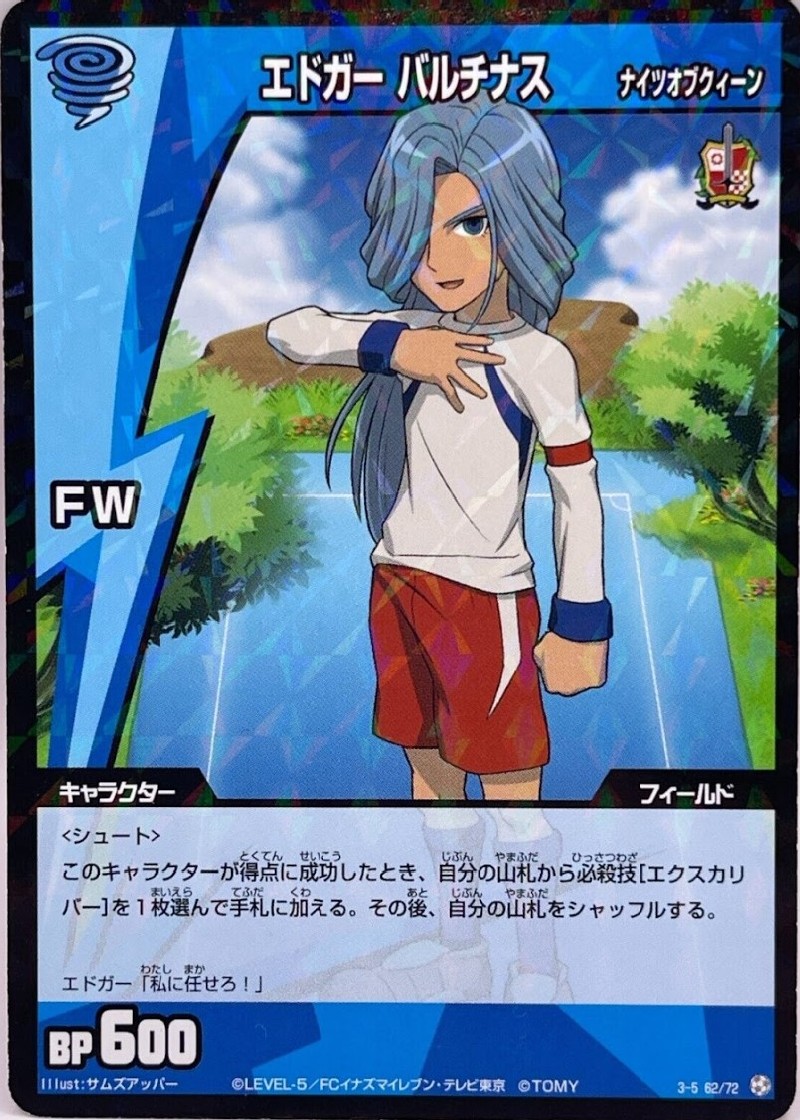 エドガー バルチナス
ナイツオブクィーン
FW
キャラクター
フィールド
<シュート>
このキャラクターが得点に成功したとき、自分の山札から必殺技[エクスカリ
バー]を1枚選んで手札に加える。その後、自分の山札をシャッフルする。
エドガー「私に任せろ!」
BP 600
Illust:サムズアッパー
©LEVEL-5/FCイナズマイレブン・テレビ東京 ©TOMY
3-5 62/72